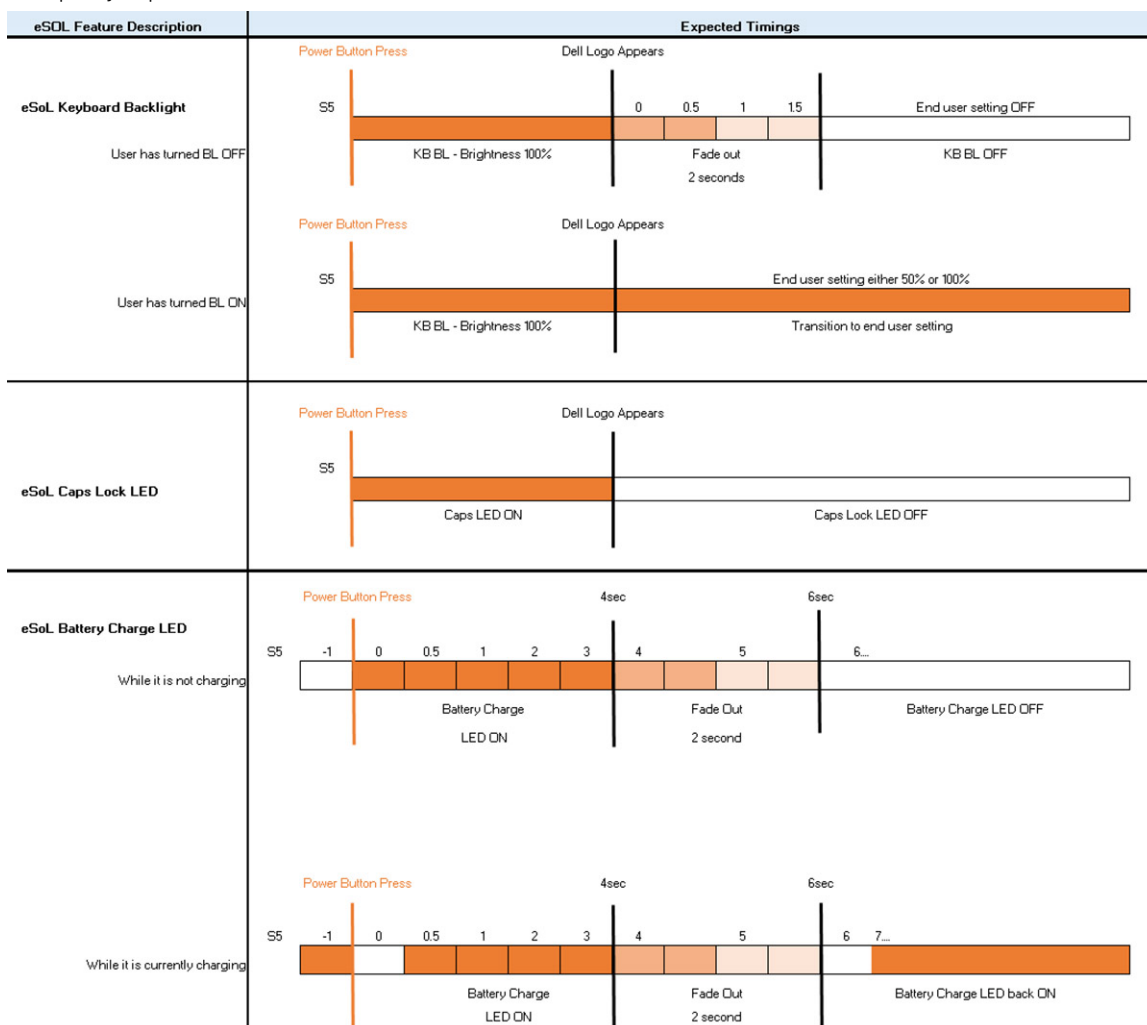 eSOL Feature Description Expected Timings
Power Button Press Dell Logo Appears
eSoL Keyboard Backlight S5 0 0.5 1 1.5 End user setting OFF
User has turned BL OFF KB BL - Brightness 100% Fade out KB BL OFF
2 seconds
Power Button Press Dell Logo Appears
S5 End user setting either 50% or 100%
User has turned BL ON
KB BL - Brightness 100% Transition to end user setting
Power Button Press Dell Logo Appears
S5
eSoL Caps Lock LED
Caps LED ON Caps Lock LED OFF
Power Button Press 4sec 6sec
eSoL Battery Charge LED
S5 -1 0 0.5 1 2 3 4 5 6...
While it is not charging
Battery Charge Fade Out Battery Charge LED OFF
LED ON 2 second
Power Button Press 4sec 6sec
S5 -1 0 0.5 1 2 3 4 5 6 7...
While it is currently charging
Battery Charge Fade Out Battery Charge LED back ON
LED ON 2 second